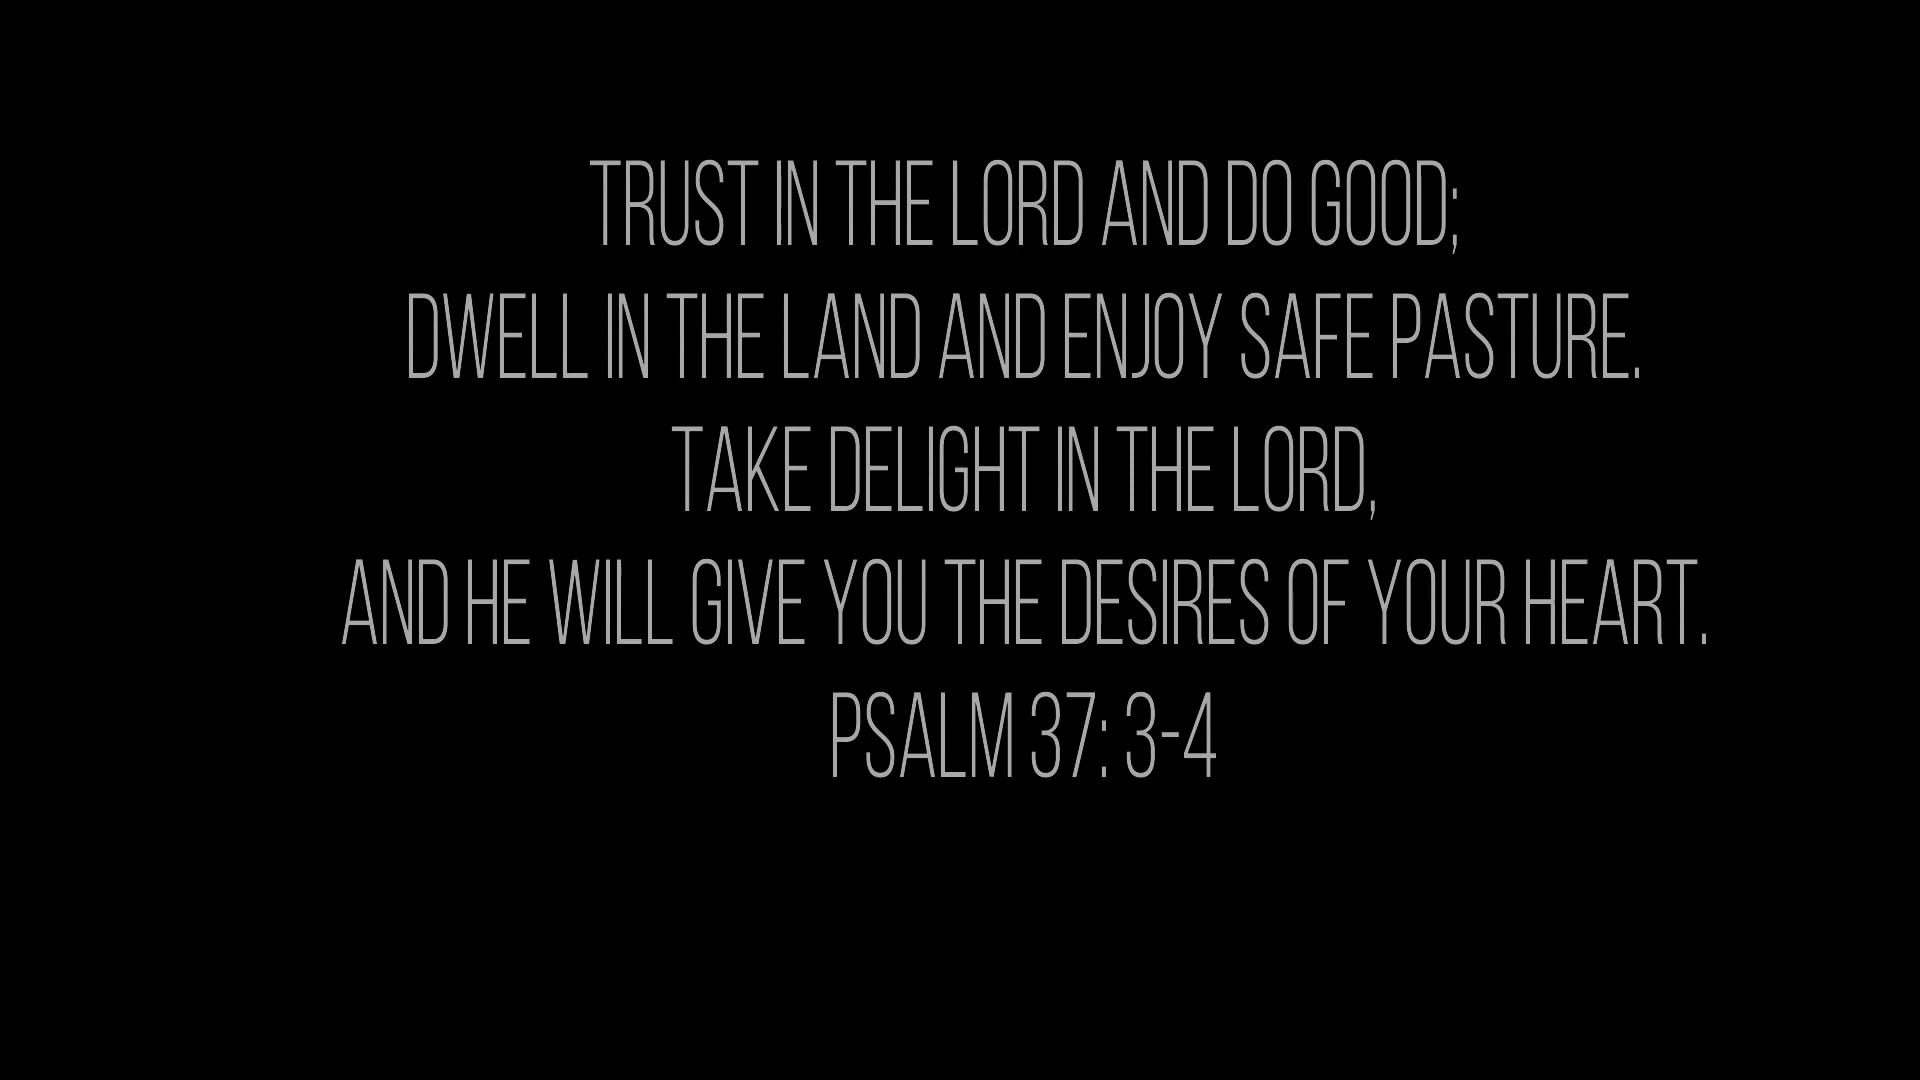 TRUST IN THE LORD AND DO GOOD;
DWELL IN THE LAND AND ENJOY SAFE PASTURE.
TAKE DELIGHT IN THE LORD,
AND HE WILL GIVE YOU THE DESIRES OF YOUR HEART.
PSALM 37: 3-4